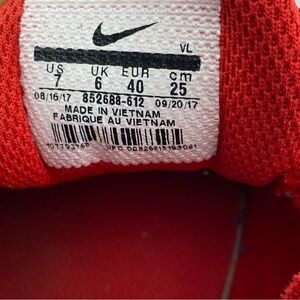 VL
US UK EUR cm
7 6 40 25
08/16/17 852688-612 09/20/17
MADE IN VIETNAM
FABRIQUE AU VIETNAM
UPC